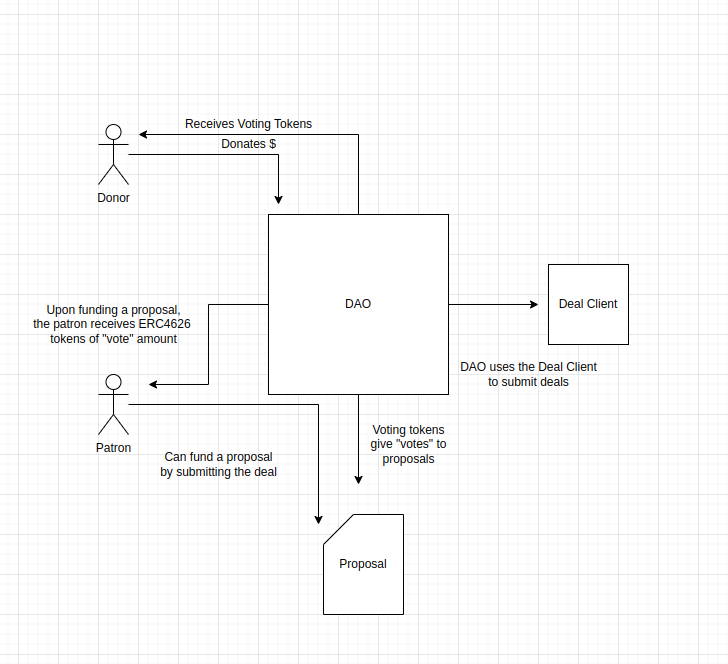 Receives Voting Tokens
Donates $
Donor
DAO
Deal Client
Upon funding a proposal,
the patron receives ERC4626
tokens of "vote" amount
DAO uses the Deal Client
to submit deals
Patron
Voting tokens
give "votes" to
proposals
Can fund a proposal
by submitting the deal
Proposal